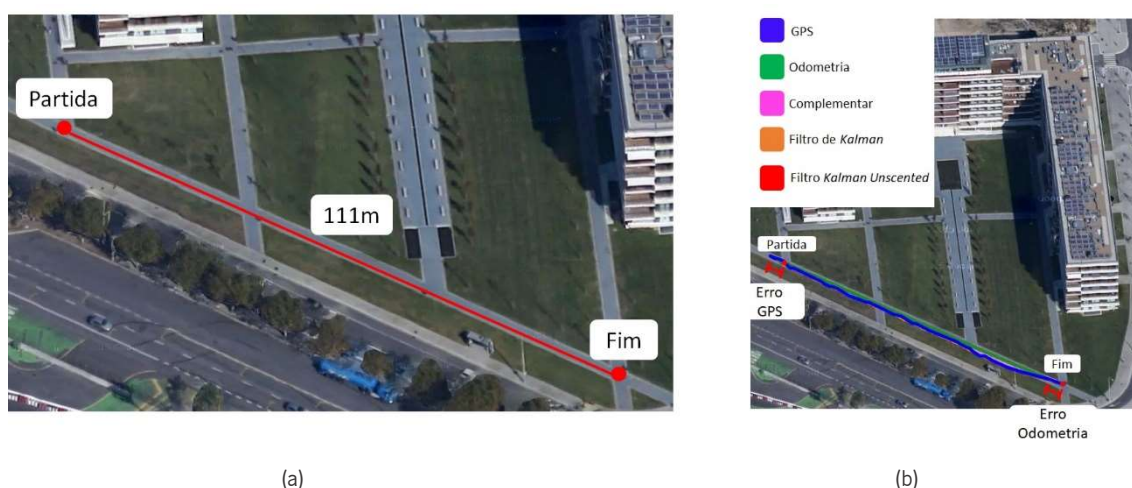 Partida
111m
Fim
(a)
GPS
Odometria
Complementar
Filtro de Kalman
Filtro Kalman Unscented
Partida
Erro
GPS
Fim
Erro
Odometria
(b)